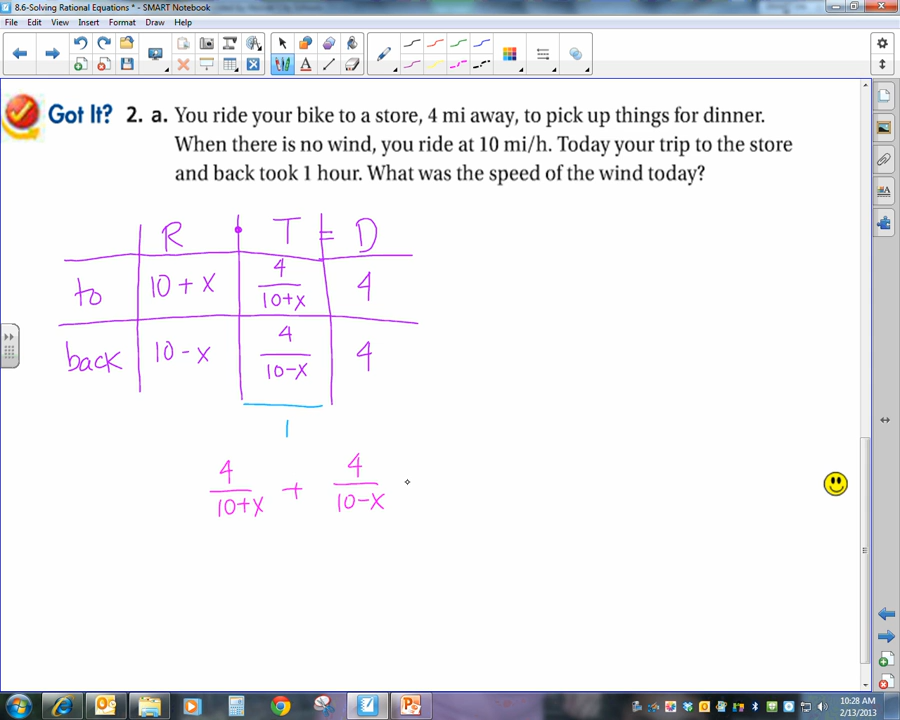 8.6-Solving Rational Equations * - SMART Notebook
File Edit View Insert Format Draw Help
Got It? 2. a. You ride your bike to a store, 4 mi away, to pick up things for dinner.
When there is no wind, you ride at 10 mi/h. Today your trip to the store
and back took 1 hour. What was the speed of the wind today?
R • T = D
to 10 + x 4/(10+x) 4
back 10 - x 4/(10-x) 4
1
4/(10+x) + 4/(10-x)
10:28 AM
2/13/2013